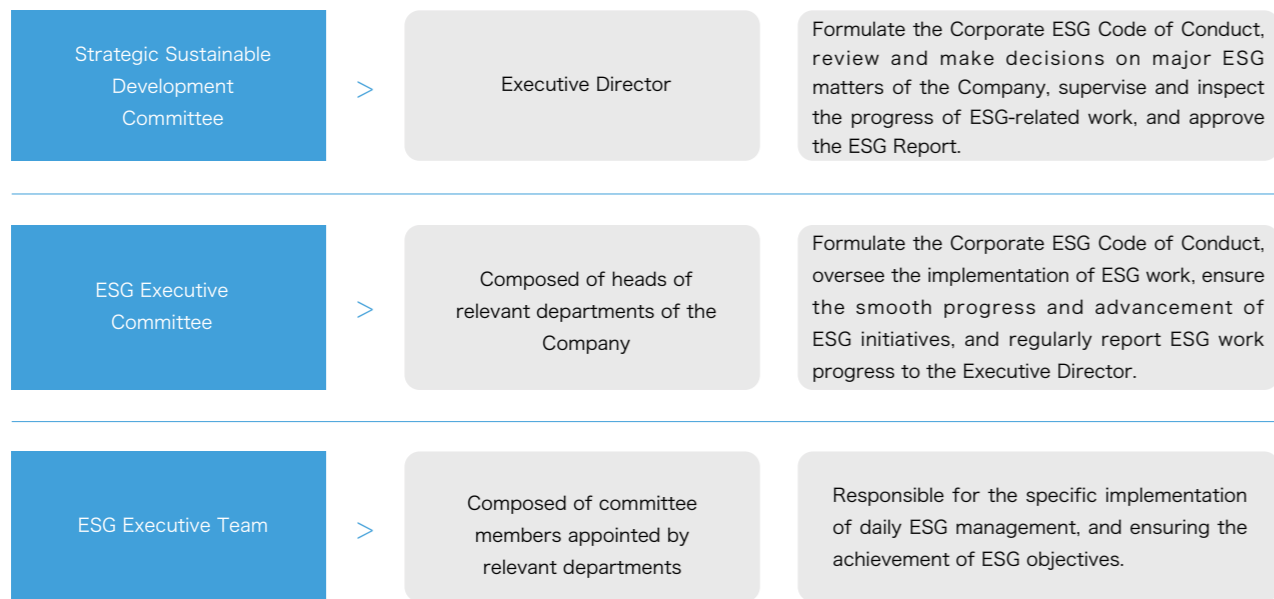 Strategic Sustainable
Development
Committee
>
Executive Director
Formulate the Corporate ESG Code of Conduct,
review and make decisions on major ESG
matters of the Company, supervise and inspect
the progress of ESG-related work, and approve
the ESG Report.
ESG Executive
Committee
>
Composed of heads of
relevant departments of the
Company
Formulate the Corporate ESG Code of Conduct,
oversee the implementation of ESG work, ensure
the smooth progress and advancement of
ESG initiatives, and regularly report ESG work
progress to the Executive Director.
ESG Executive Team
>
Composed of committee
members appointed by
relevant departments
Responsible for the specific implementation
of daily ESG management, and ensuring the
achievement of ESG objectives.